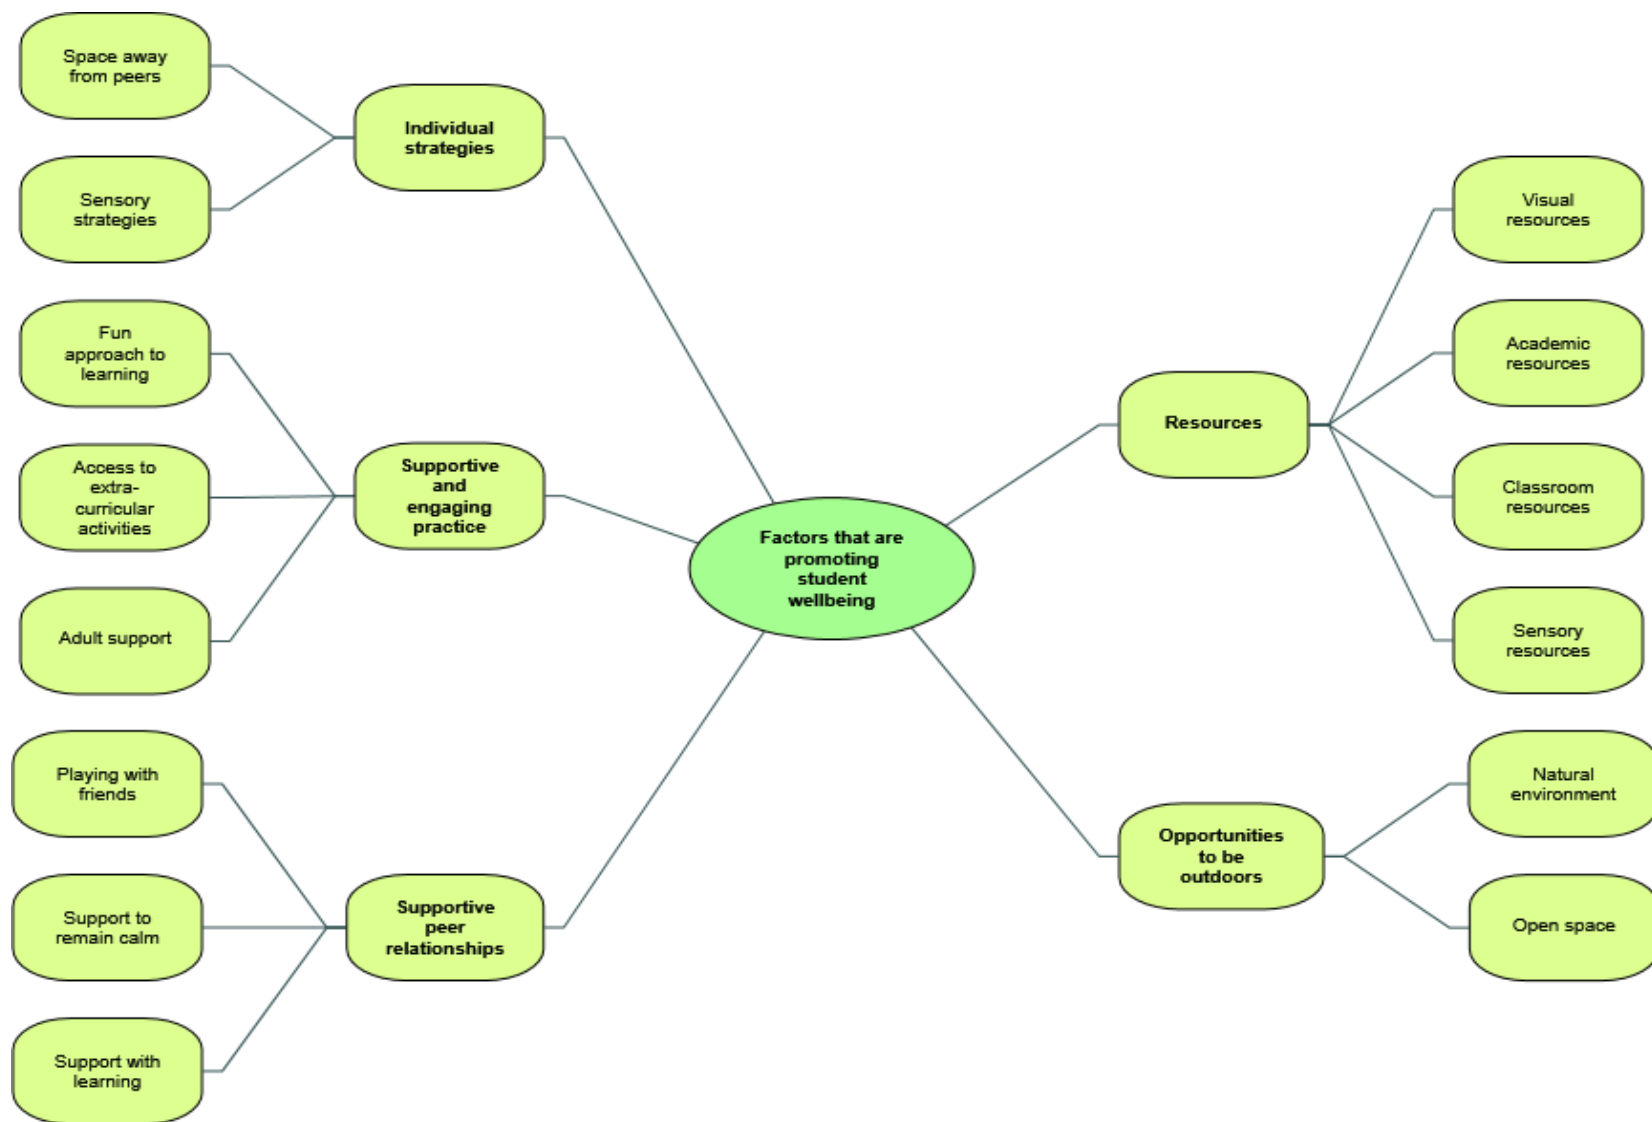 Space away
from peers
Sensory
strategies
Individual
strategies
Fun
approach to
learning
Access to
extra-
curricular
activities
Adult support
Supportive
and
engaging
practice
Playing with
friends
Support to
remain calm
Support with
learning
Supportive
peer
relationships
Factors that are
promoting
student
wellbeing
Resources
Visual
resources
Academic
resources
Classroom
resources
Sensory
resources
Opportunities
to be
outdoors
Natural
environment
Open space